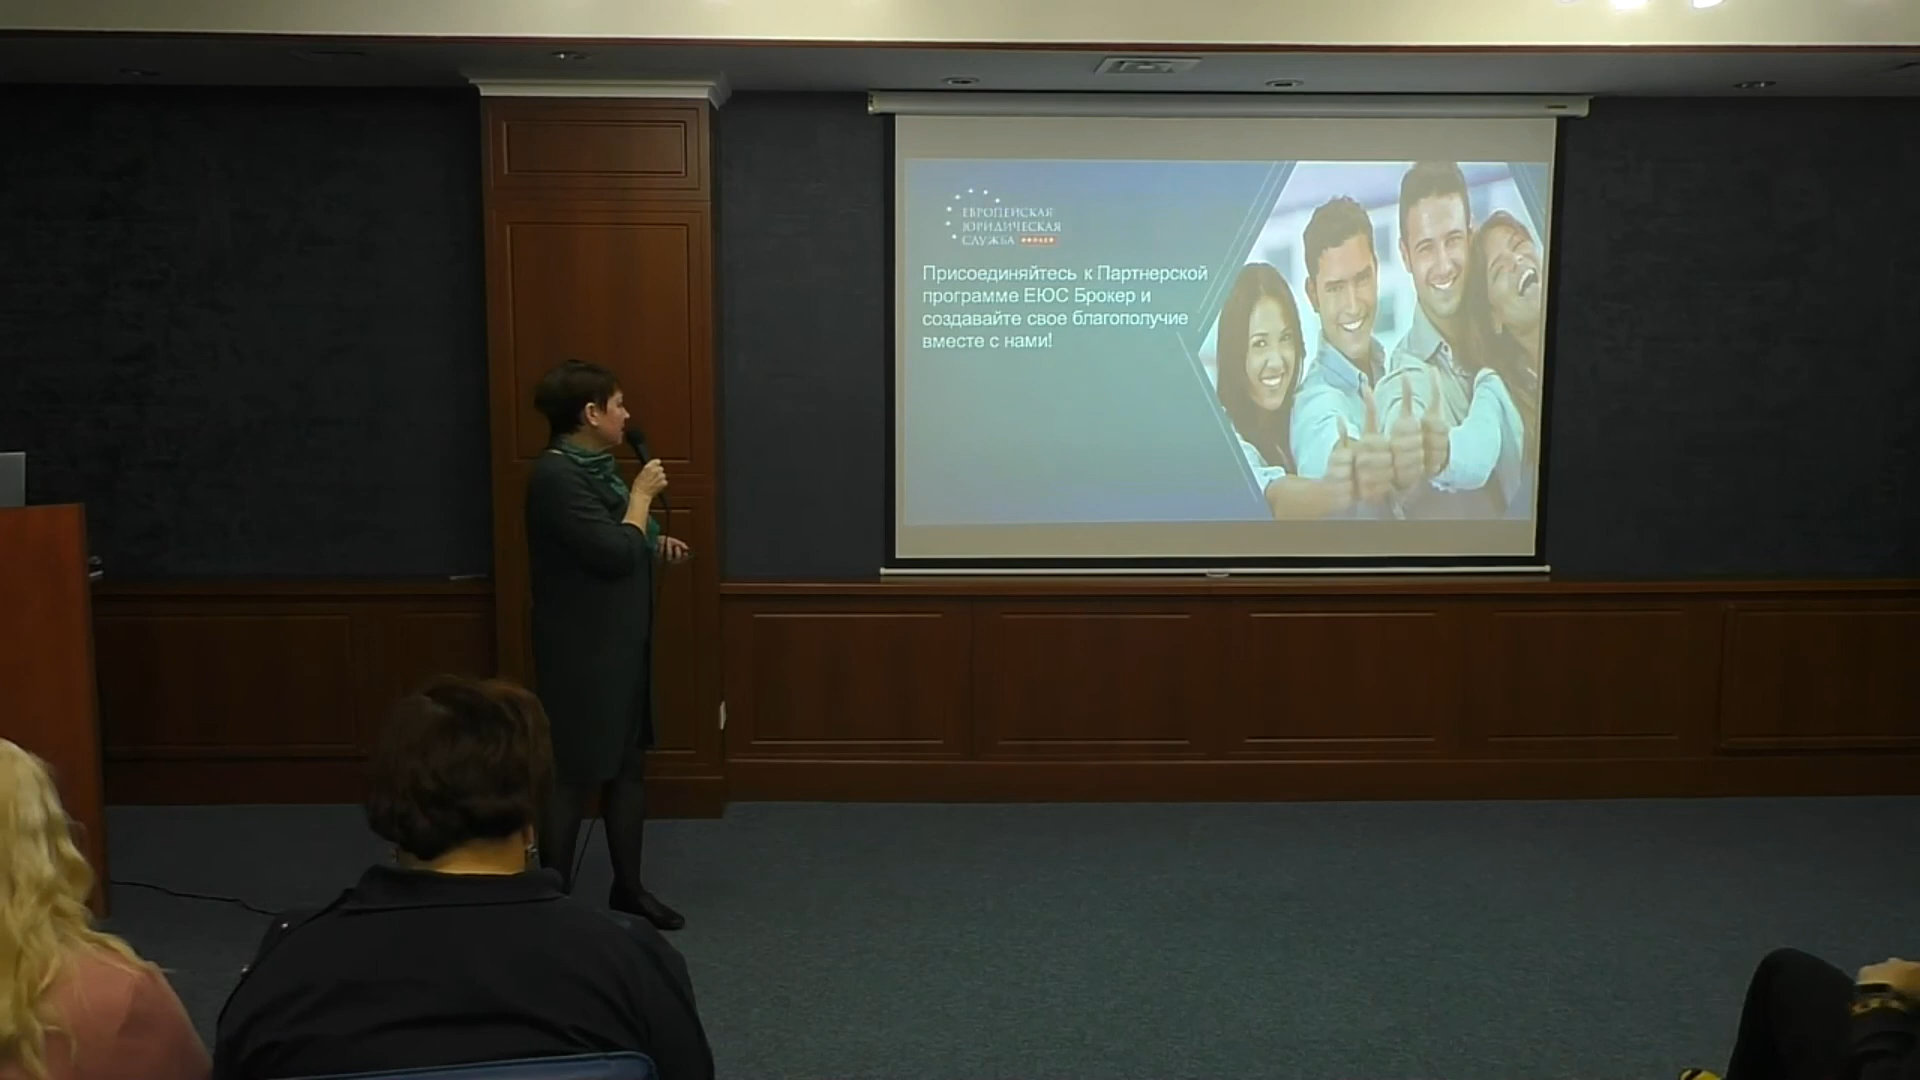 ЕВРОПЕЙСКАЯ
ЮРИДИЧЕСКАЯ
СЛУЖБА
Присоединяйтесь к Партнерской
программе ЕЮС Брокер и
создавайте свое благополучие
вместе с нами!